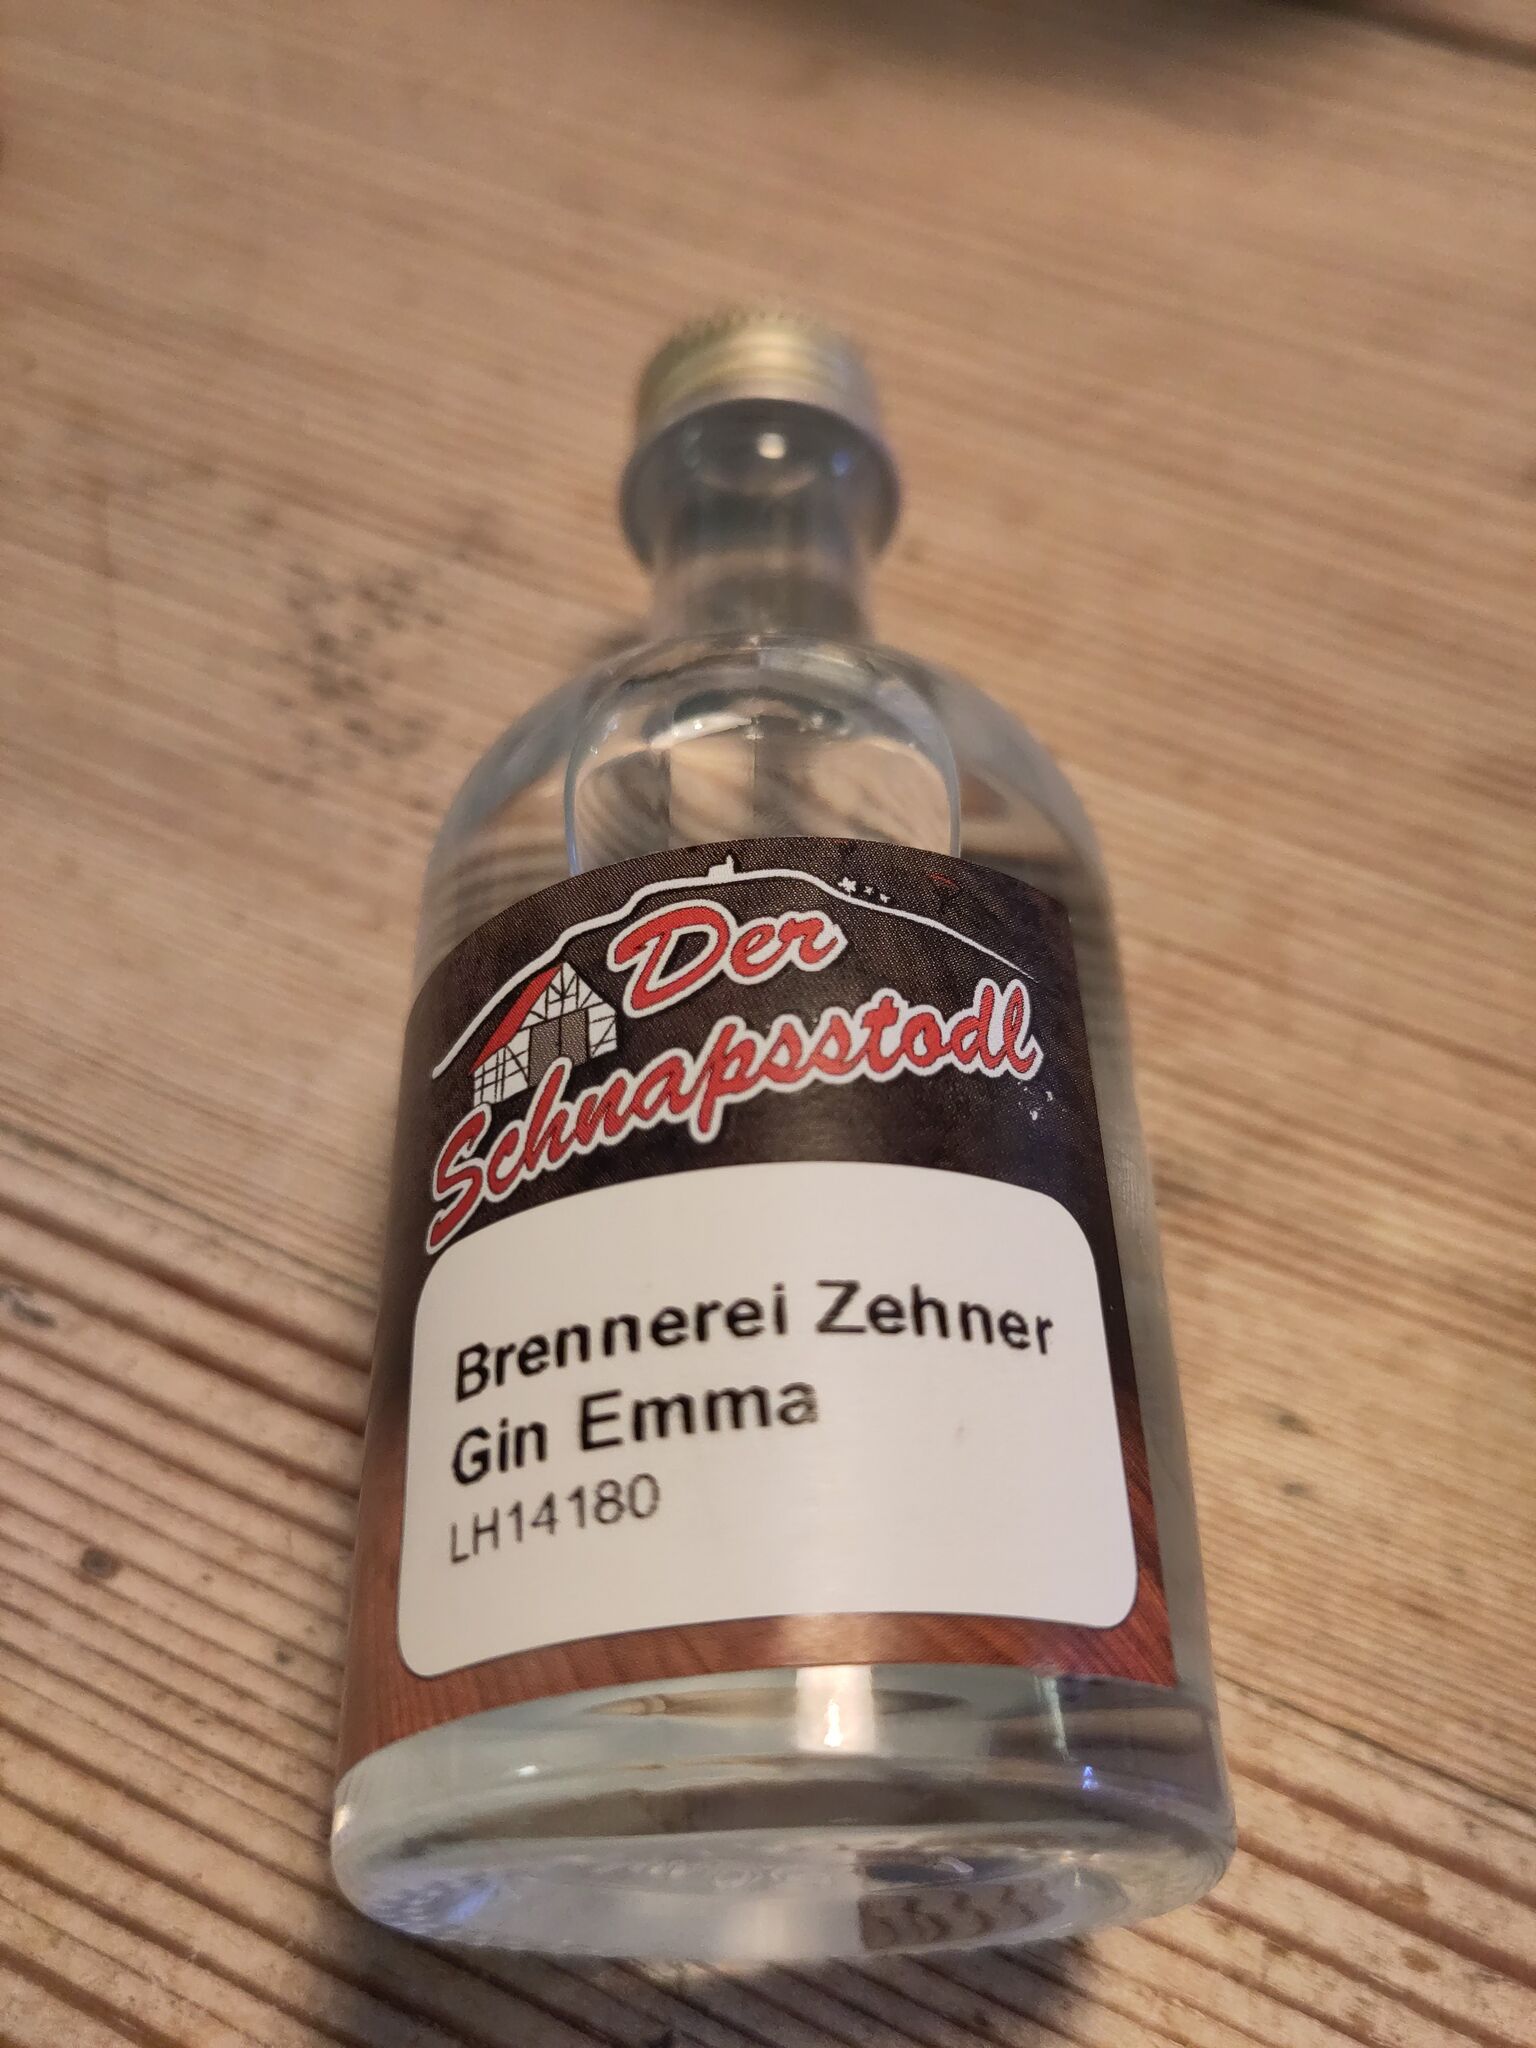 Der
Schnapsstodl
Brennerei Zehner
Gin Emma
LH14180